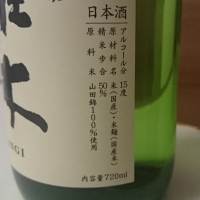 日本酒
アルコール分 15度
原材料名 米(国産)・米麹(国産米)
精米歩合 50%
原料米 山田錦100%使用
内容量720ml
木